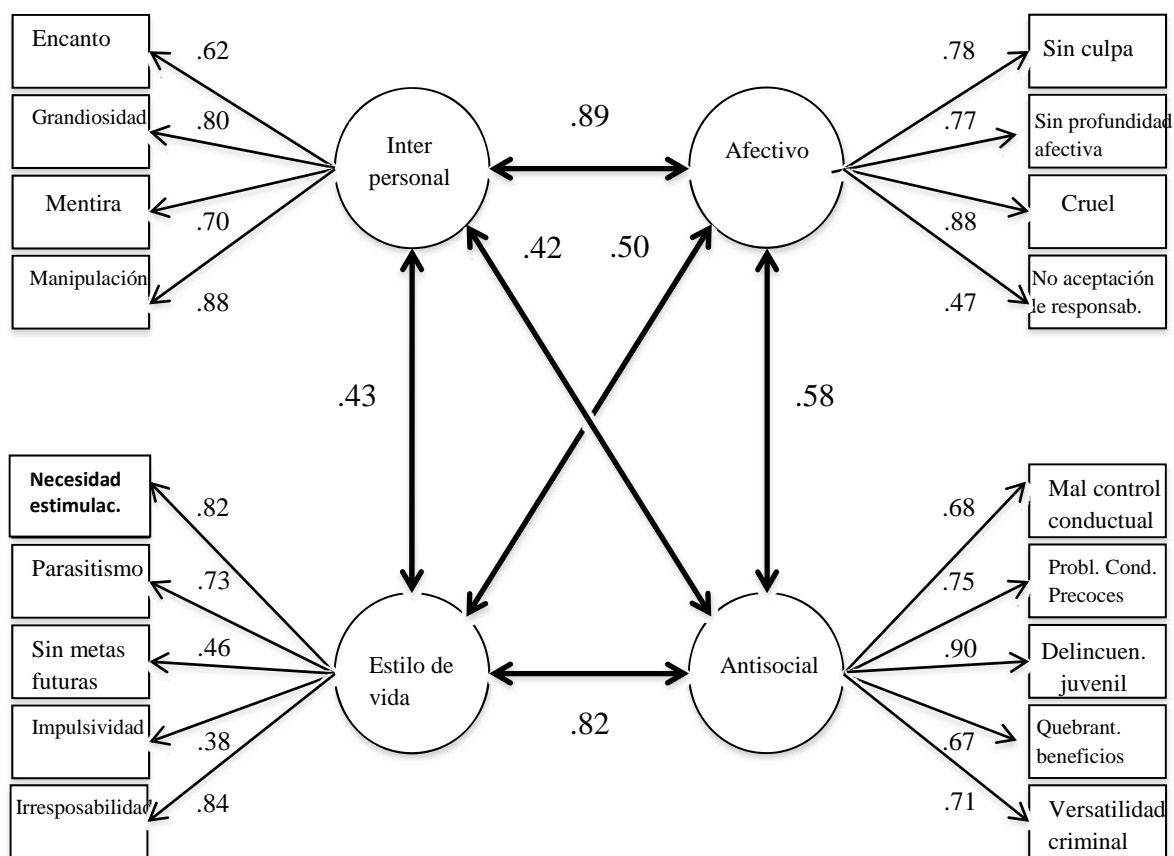 Encanto
.62
Grandiosidad
.80
Mentira
.70
Manipulación
.88
Inter
personal
.89
Afectivo
.78
Sin culpa
.77
Sin profundidad
afectiva
.88
Cruel
.47
No aceptación
de responsab.
.42
.50
.43
.58
Necesidad
estimulac.
.82
Parasitismo
.73
Sin metas
futuras
.46
Impulsividad
.38
Irresposabilidad
.84
Estilo de
vida
.82
Antisocial
.68
Mal control
conductual
.75
Probl. Cond.
Precoces
.90
Delincuen.
juvenil
.67
Quebrant.
beneficios
.71
Versatilidad
criminal